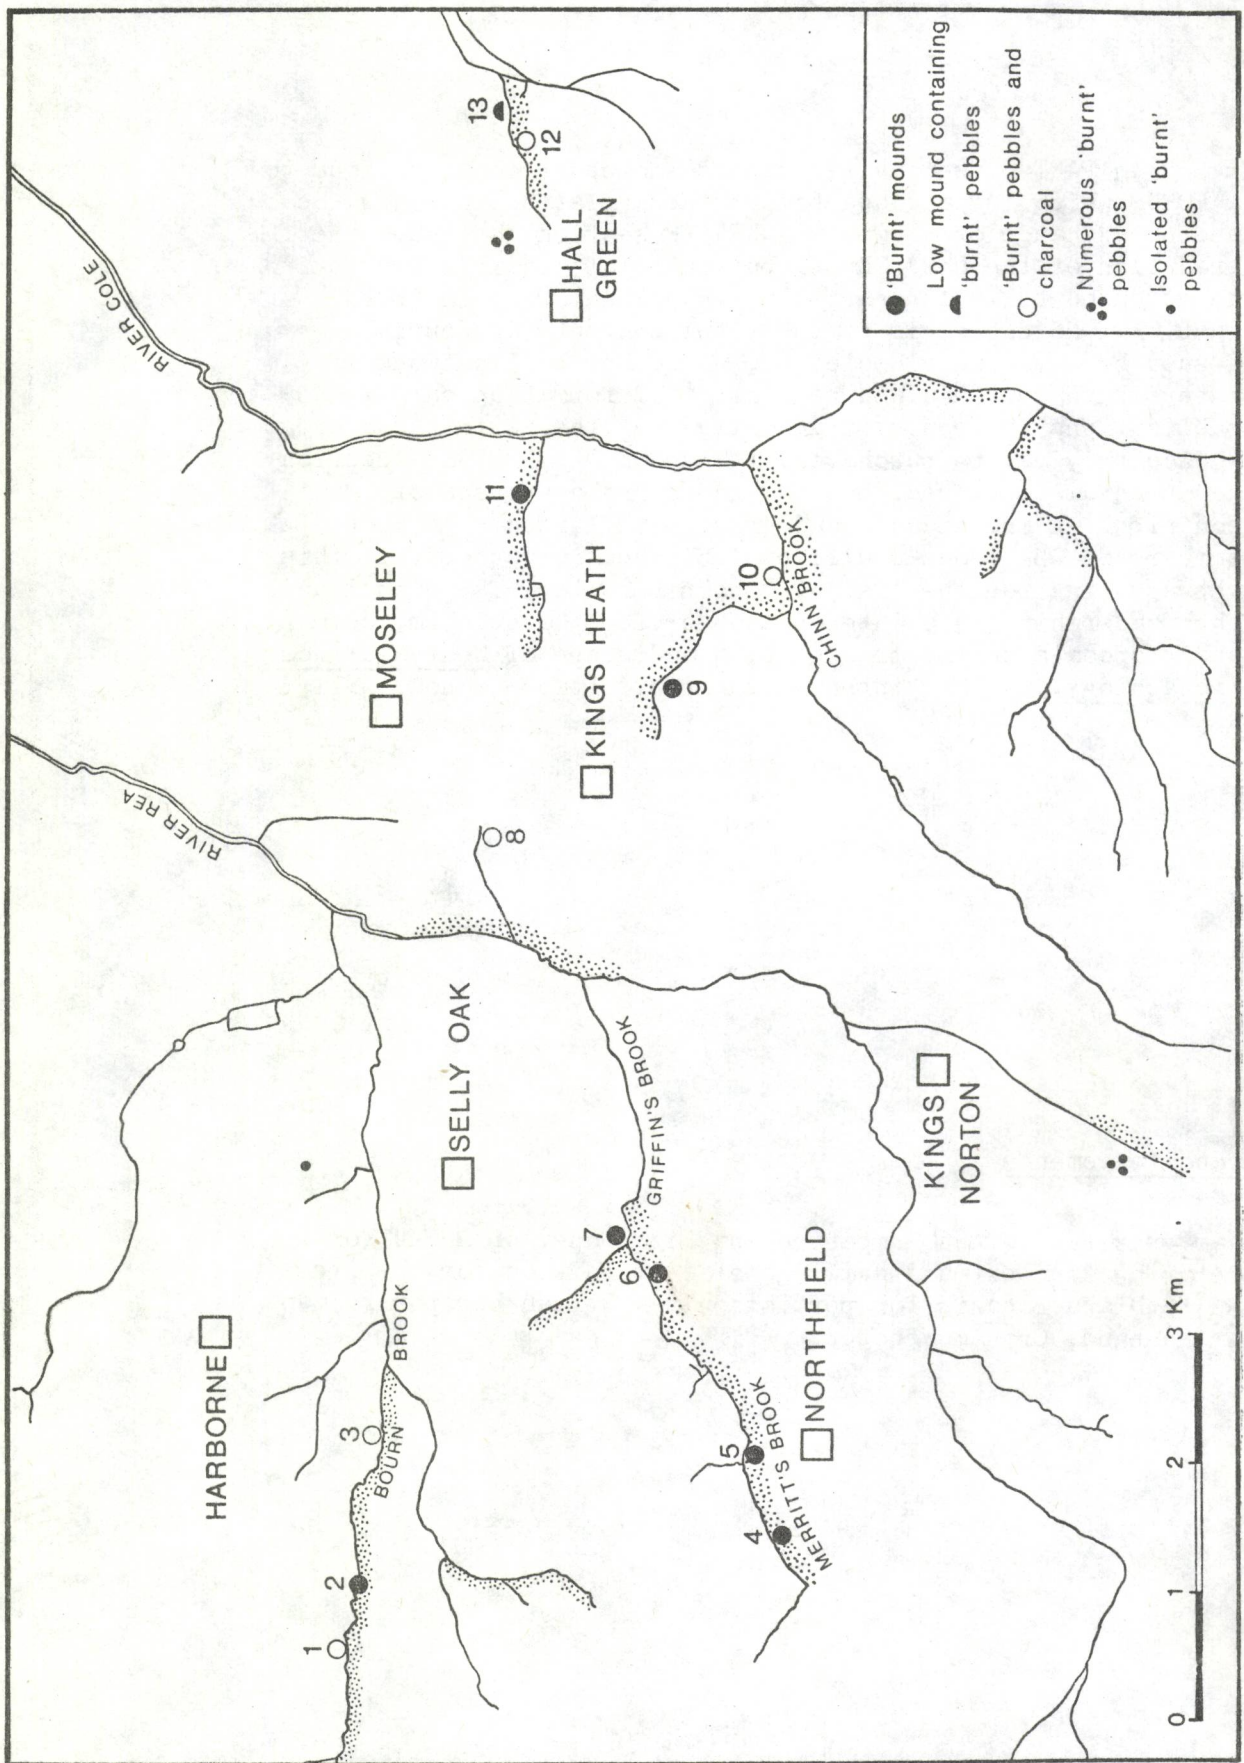 RIVER COLE
RIVER REA
HARBORNE
SELLY OAK
MOSELEY
KINGS HEATH
HALL
GREEN
NORTHFIELD
KINGS
NORTON
BOURN
BROOK
GRIFFIN'S BROOK
MERRITT'S BROOK
CHINN BROOK
1
2
3
4
5
6
7
8
9
10
11
12
13
0
1
2
3 Km
'Burnt' mounds
Low mound containing
'burnt' pebbles
'Burnt' pebbles and
charcoal
Numerous 'burnt'
pebbles
Isolated 'burnt'
pebbles